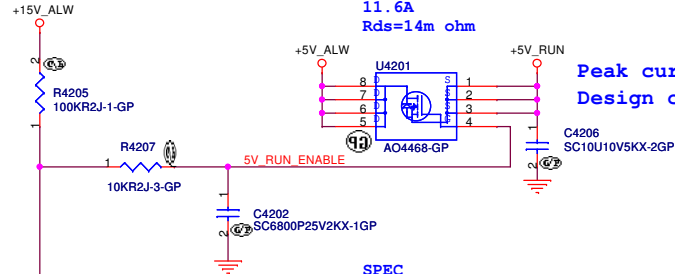 11.6A
Rds=14m ohm
+15V_ALW
+5V_ALW
+5V_RUN
U4201
Peak cur
Design c
2
R4205
100KR2J-1-GP
1
8 D S 1
7 D S 2
6 D S 3
5 D G 4
AO4468-GP
C4206
SC10U10V5KX-2GP
1
2
R4207
1
10KR2J-3-GP
5V_RUN_ENABLE
1
2
C4202
SC6800P25V2KX-1GP
SPEC